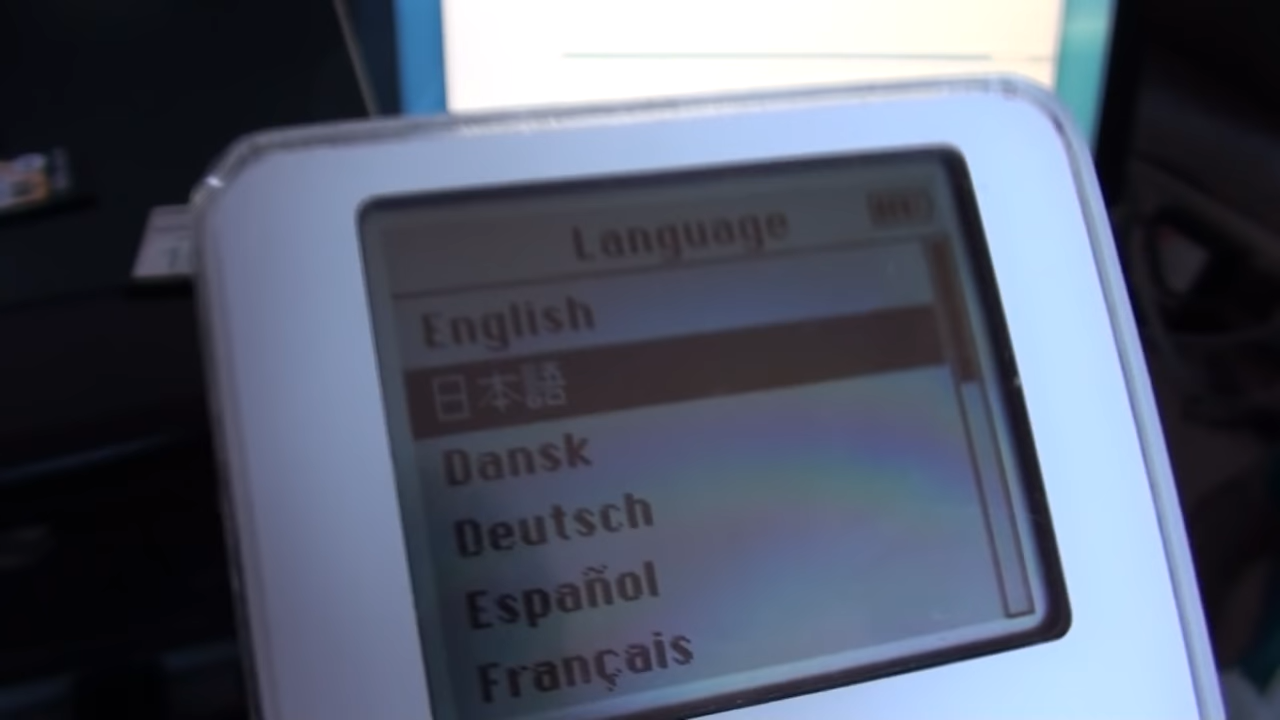 Language
English
日本語
Dansk
Deutsch
Español
Français